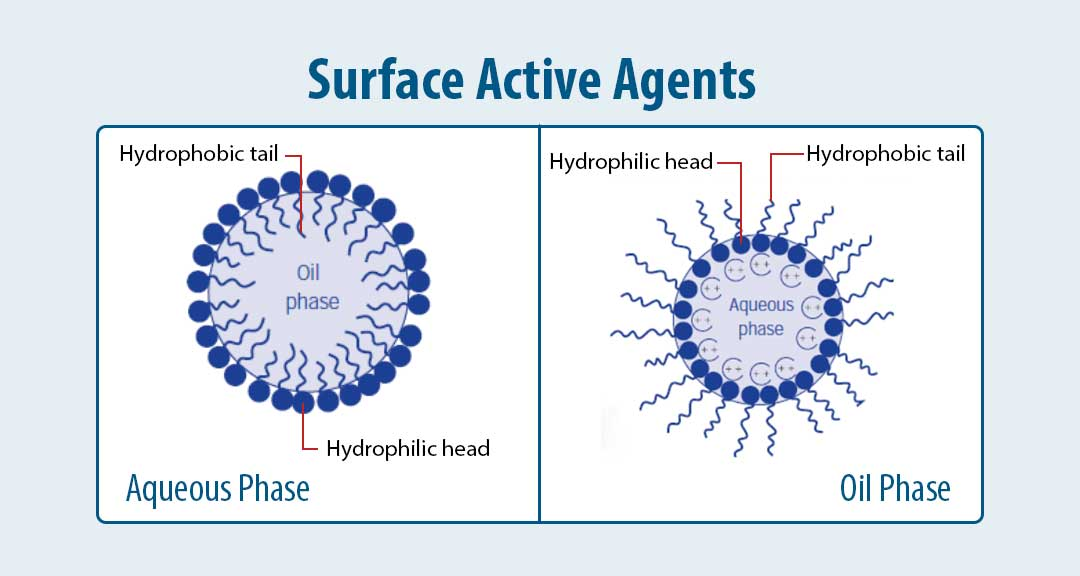 Surface Active Agents
Hydrophobic tail
Oil
phase
Hydrophilic head
Aqueous Phase
Hydrophilic head
Hydrophobic tail
++
++
++
++
++
++
++
++
++
++
++
Aqueous
phase
Oil Phase